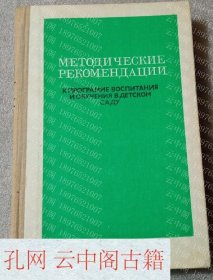 МЕТОДИЧЕСКИЕ
РЕКОМЕНДАЦИИ
К ПРОГРАММЕ ВОСПИТАНИЯ
И ОБУЧЕНИЯ В ДЕТСКОМ
САДУ
孔网 云中阁古籍